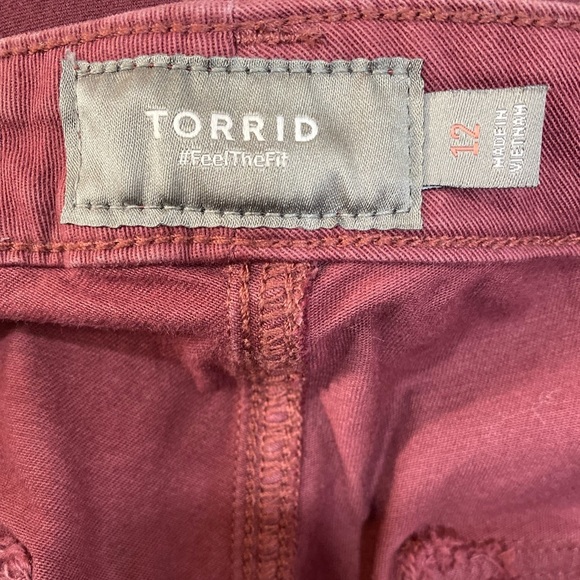 TORRID
#FeelTheFit
12
MADE IN
VIETNAM